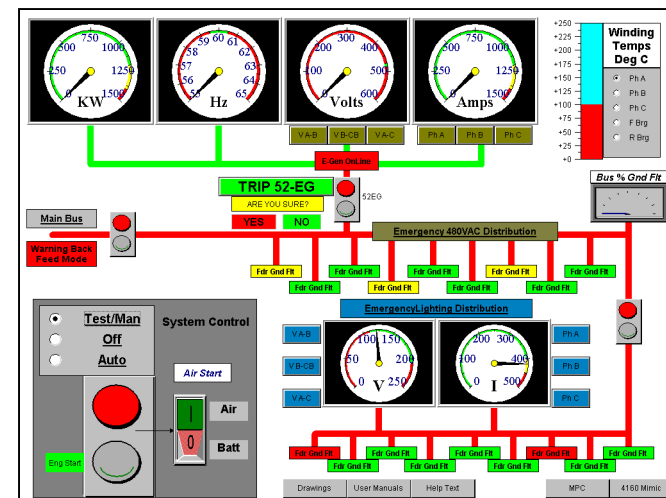 750
500
1000
250
1250
0
1500
KW
59
60
61
58
62
57
63
56
64
55
65
Hz
300
200
400
100
500
0
600
Volts
750
500
1000
250
1250
0
1500
Amps
+250
+225
+200
+175
+150
+125
+100
+75
+50
+25
+0
Winding
Temps
Deg C
Ph A
Ph B
Ph C
F Brg
R Brg
V A-B
V B-CB
V A-C
Ph A
Ph B
Ph C
E-Gen OnLine
TRIP 52-EG
ARE YOU SURE?
YES
NO
52EG
Bus % Gnd Flt
Main Bus
Warning Back
Feed Mode
Emergency 480VAC Distribution
Fdr Gnd Flt
Fdr Gnd Flt
Fdr Gnd Flt
Fdr Gnd Flt
Fdr Gnd Flt
Fdr Gnd Flt
Fdr Gnd Flt
Fdr Gnd Flt
Fdr Gnd Flt
Fdr Gnd Flt
Fdr Gnd Flt
EmergencyLighting Distribution
V A-B
V B-CB
V A-C
100
150
50
200
0
250
V
200
300
100
400
0
500
I
Ph A
Ph B
Ph C
Test/Man
Off
Auto
System Control
Air Start
I
Air
0
Batt
Eng Start
Fdr Gnd Flt
Fdr Gnd Flt
Fdr Gnd Flt
Fdr Gnd Flt
Fdr Gnd Flt
Fdr Gnd Flt
Fdr Gnd Flt
Fdr Gnd Flt
Fdr Gnd Flt
Fdr Gnd Flt
Fdr Gnd Flt
Fdr Gnd Flt
Drawings
User Manuals
Help Text
MPC
4160 Mimic